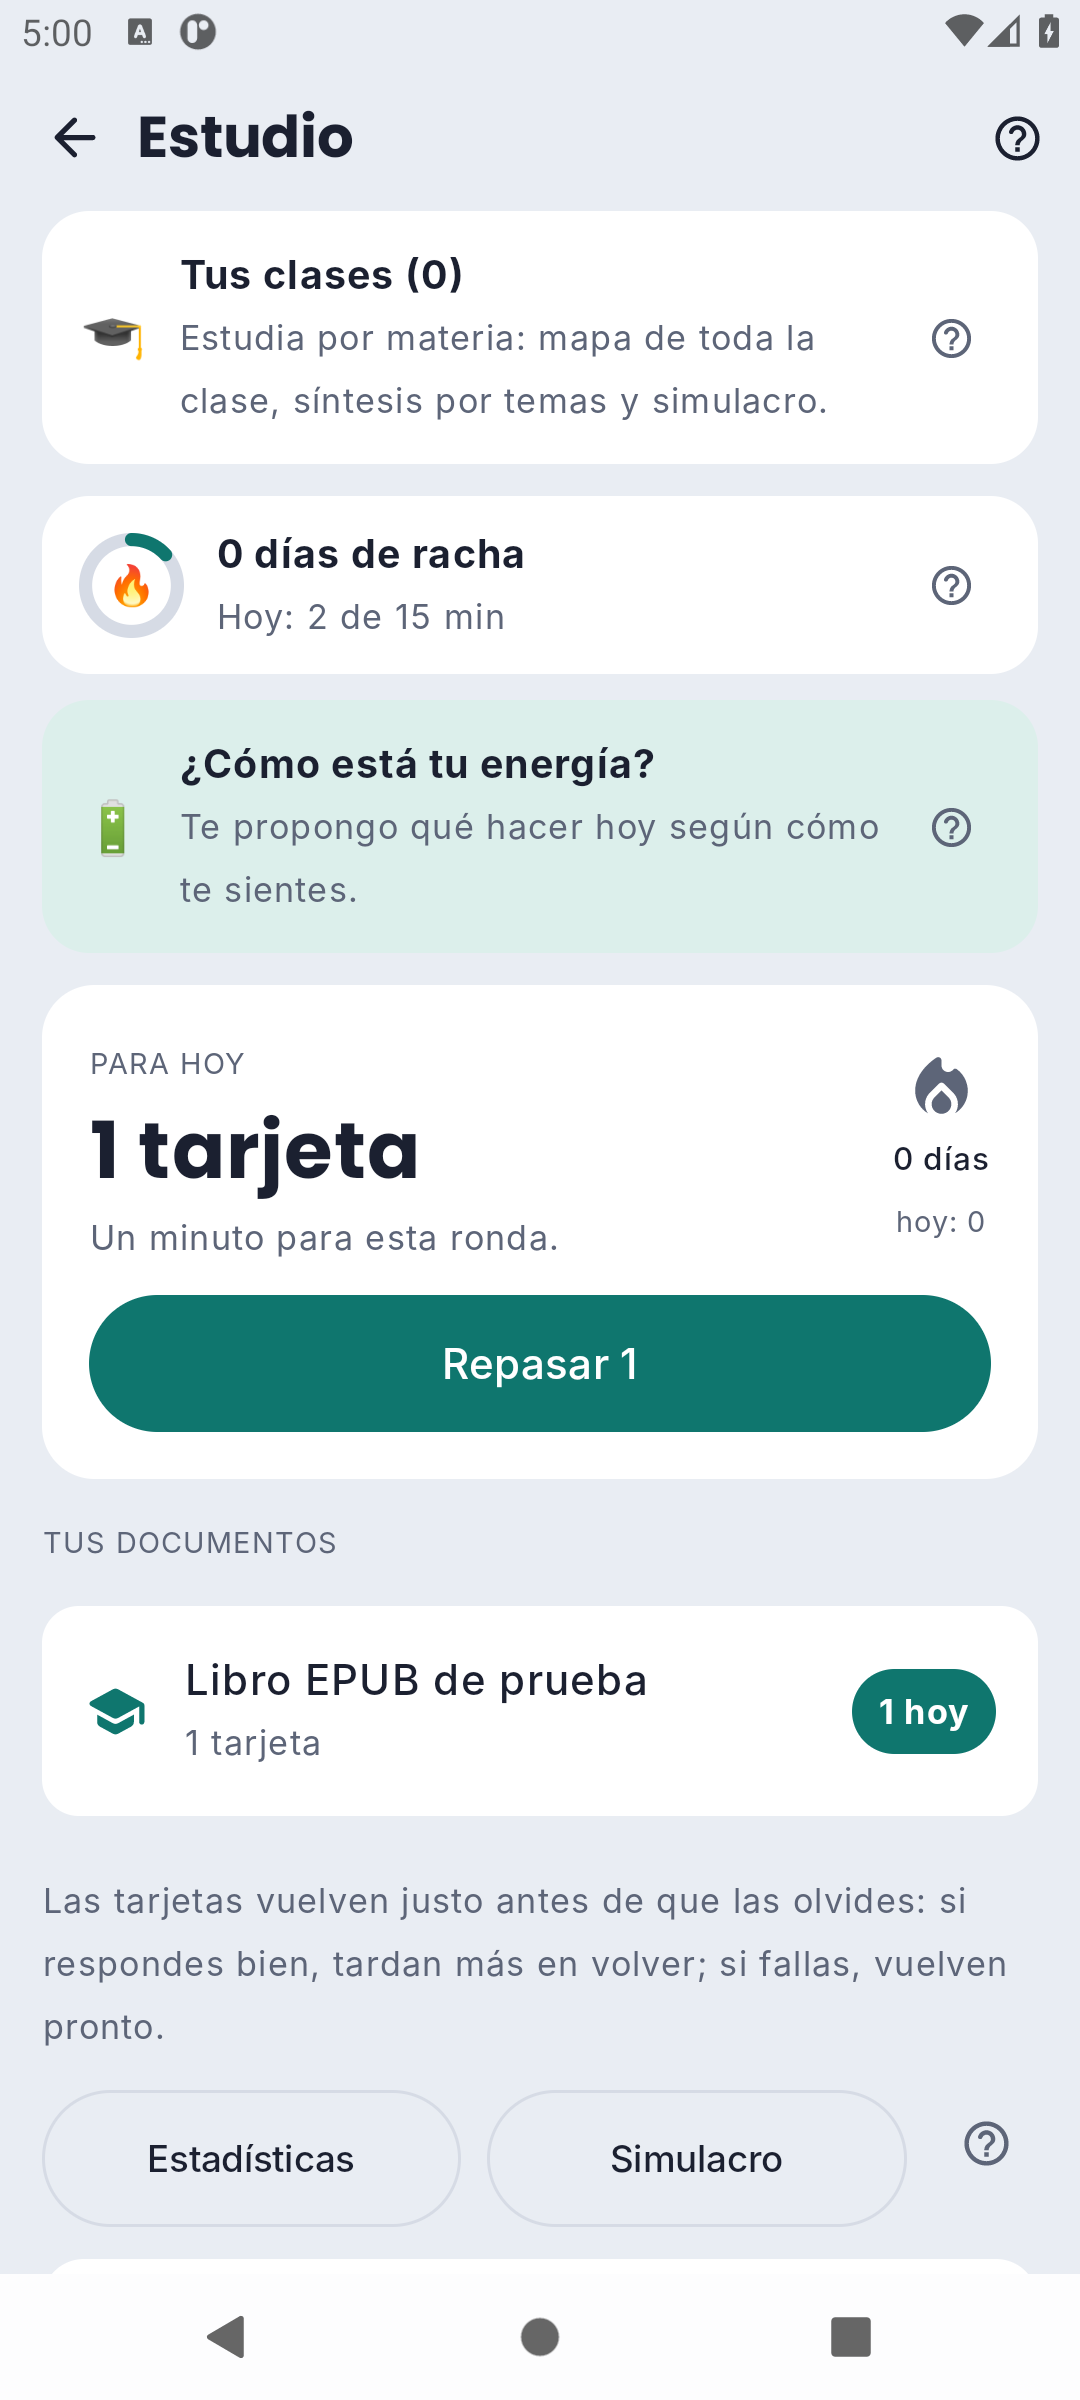 5:00
Estudio
Tus clases (0)
Estudia por materia: mapa de toda la
clase, síntesis por temas y simulacro.
0 días de racha
Hoy: 2 de 15 min
¿Cómo está tu energía?
Te propongo qué hacer hoy según cómo
te sientes.
PARA HOY
1 tarjeta
Un minuto para esta ronda.
0 días
hoy: 0
Repasar 1
TUS DOCUMENTOS
Libro EPUB de prueba
1 tarjeta
1 hoy
Las tarjetas vuelven justo antes de que las olvides: si
respondes bien, tardan más en volver; si fallas, vuelven
pronto.
Estadísticas
Simulacro